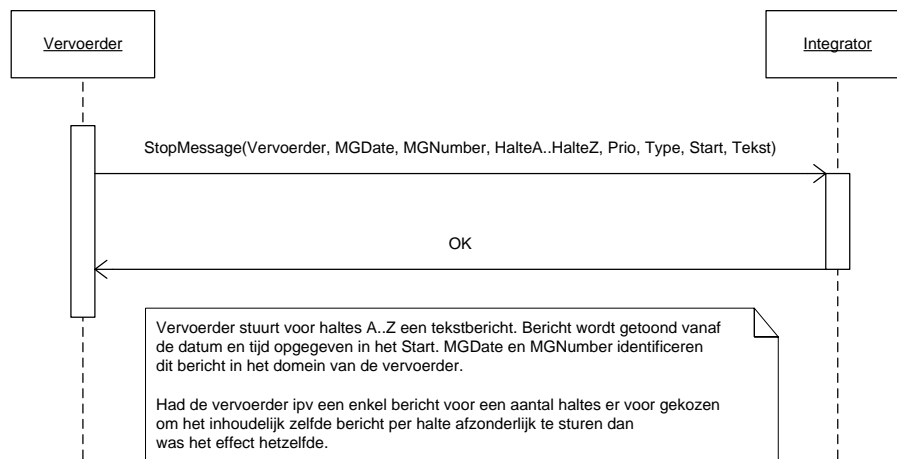 Vervoerder
Integrator
StopMessage(Vervoerder, MGDate, MGNumber, HalteA..HalteZ, Prio, Type, Start, Tekst)
OK
Vervoerder stuurt voor haltes A..Z een tekstbericht. Bericht wordt getoond vanaf
de datum en tijd opgegeven in het Start. MGDate en MGNumber identificeren
dit bericht in het domein van de vervoerder.
Had de vervoerder ipv een enkel bericht voor een aantal haltes er voor gekozen
om het inhoudelijk zelfde bericht per halte afzonderlijk te sturen dan
was het effect hetzelfde.